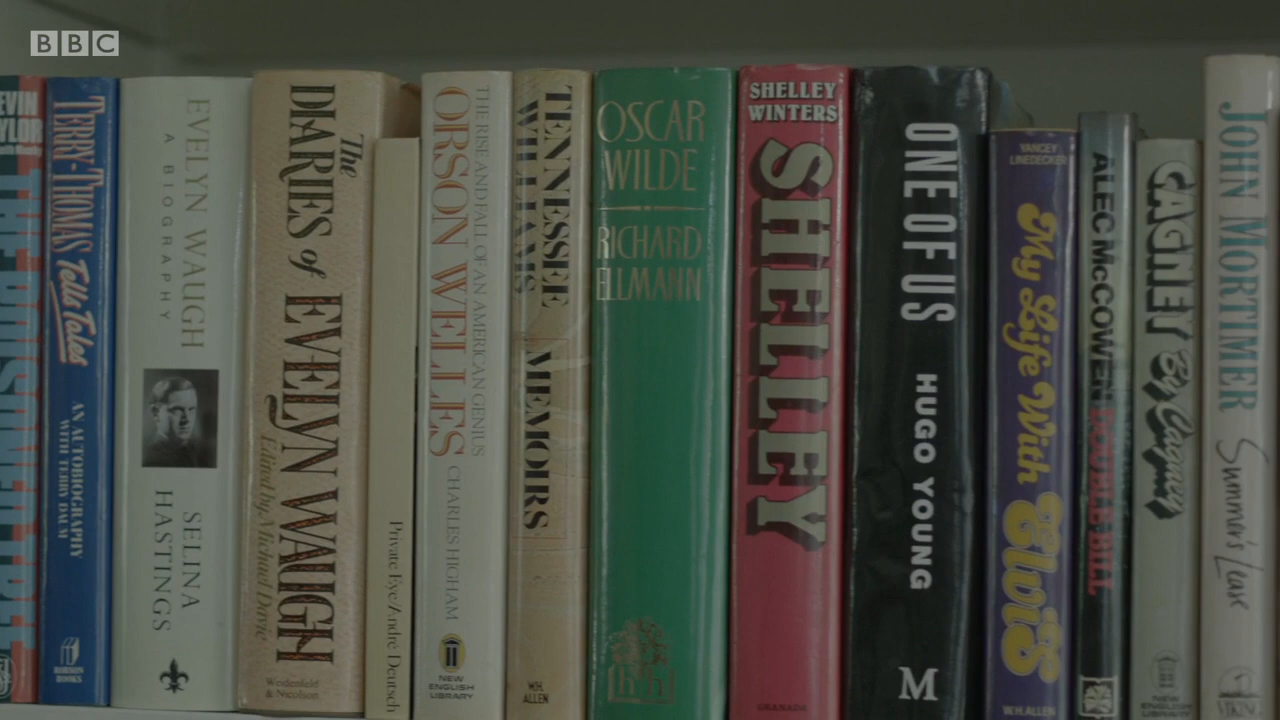 BBC
EVIN
TERRY-THOMAS Tells Tales
AN AUTOBIOGRAPHY
WITH TERRY DAUM
ROBSON
BOOKS
EVELYN WAUGH
A BIOGRAPHY
SELINA
HASTINGS
The
DIARIES of EVELYN WAUGH
Edited by Michael Davie
Weidenfeld
& Nicolson
Private Eye/André Deutsch
THE RISE AND FALL OF AN AMERICAN GENIUS
ORSON WELLES
CHARLES HIGHAM
NEW
ENGLISH
LIBRARY
TENNESSEE
WILLIAMS
MEMOIRS
W.H.
ALLEN
OSCAR
WILDE
RICHARD
ELLMANN
SHELLEY
WINTERS
SHELLEY
GRANADA
ONE OF US
HUGO YOUNG
M
YANCEY
LINEDECKER
My Life With Elvis
W.H.ALLEN
ALEC McCOWEN DOUBLE BILL
CAGNEY By Cagney
NEW
ENGLISH
LIBRARY
JOHN MORTIMER
Summer's Lease
VIKING